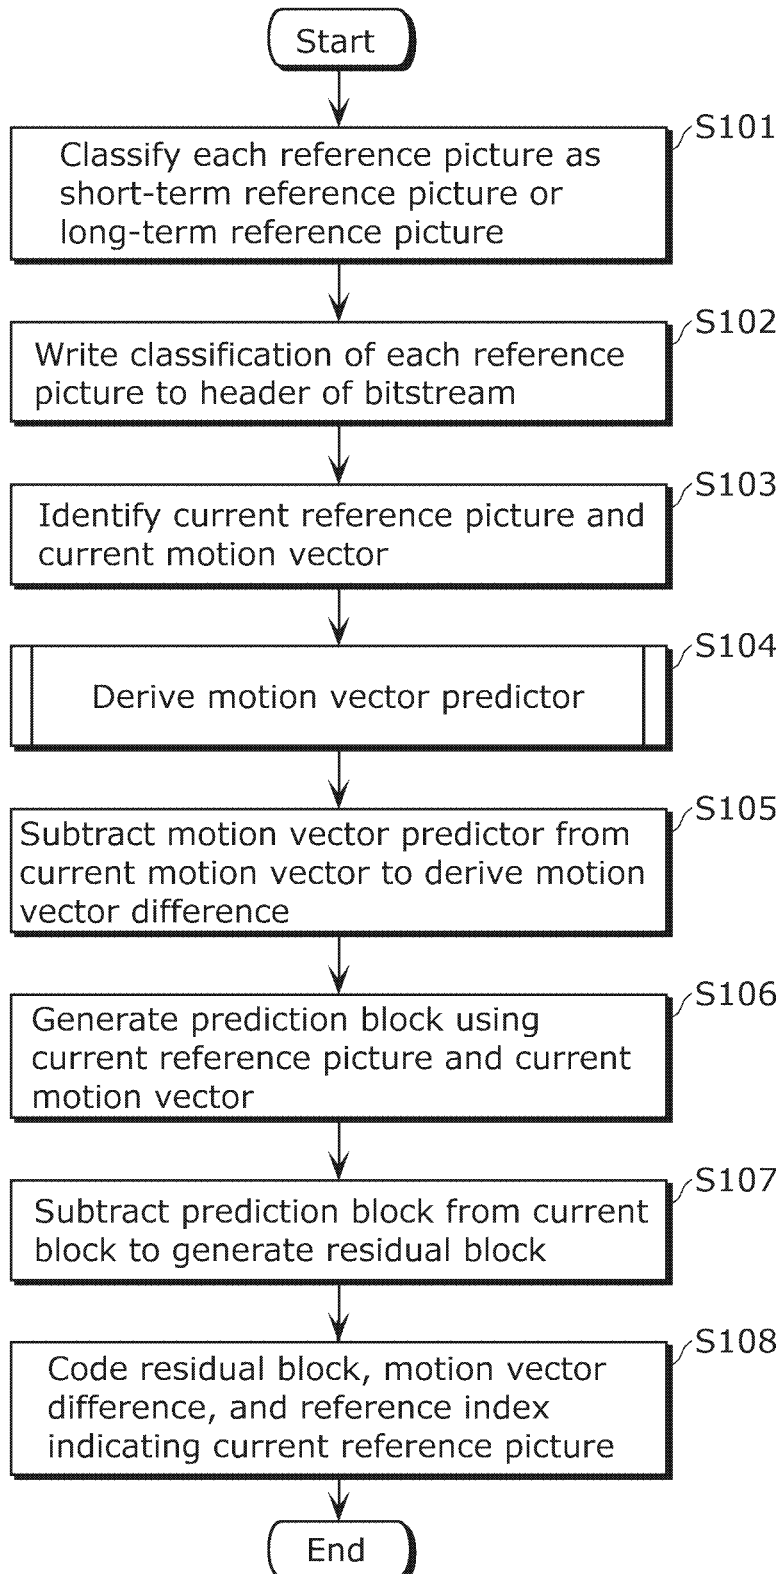 Start
S101
Classify each reference picture as
short-term reference picture or
long-term reference picture
S102
Write classification of each reference
picture to header of bitstream
S103
Identify current reference picture and
current motion vector
S104
Derive motion vector predictor
S105
Subtract motion vector predictor from
current motion vector to derive motion
vector difference
S106
Generate prediction block using
current reference picture and current
motion vector
S107
Subtract prediction block from current
block to generate residual block
S108
Code residual block, motion vector
difference, and reference index
indicating current reference picture
End